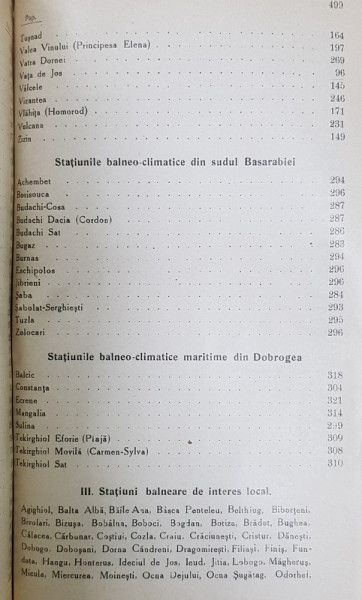 499
Pag.
Tușnad 164
Valea Vinului (Principesa Elena) 197
Vatra Dornei 269
Vața de Jos 96
Vâlcele 145
Vizantea 246
Vlăhița (Homorod) 171
Vulcana 231
Zizin 149
Stațiunile balneo-climatice din sudul Basarabiei
Achembet 294
Borisouca 296
Budachi-Cosa 287
Budachi Dacia (Cordon) 287
Budachi Sat 286
Bugaz 283
Burnas 294
Eschipolos 296
Șibrieni 296
Șaba 284
Șabolat-Serghiești 293
Tuzla 295
Zolocari 296
Stațiunile balneo-climatice maritime din Dobrogea
Balcic 318
Constanța 304
Ecrene 321
Mangalia 314
Sulina 299
Tekirghiol Eforie (Plajă) 309
Tekirghiol Movilă (Carmen-Sylva) 308
Tekirghiol Sat 310
III. Stațiuni balneare de interes local.
Agighiol, Balta Albă, Băile Ana, Bâsca Penteleu, Belthiug, Biborțeni,
Bivolari, Bizușa, Bobâlna, Boboci, Bogdan, Botiza, Brădet, Bughea,
Călacea, Cărbunar, Coștiui, Cozla, Craiu, Crăciunești, Cristur, Dănești,
Dobogo, Doboșani, Dorna Cândreni, Dragomirești, Filiași, Finiș, Fun-
data, Hangu, Honterus, Ideciul de Jos, Ieud, Jitia, Lobogo, Măgheruș,
Micula, Miercurea, Moinești, Ocna Dejului, Ocna Șugătag, Odorhei,